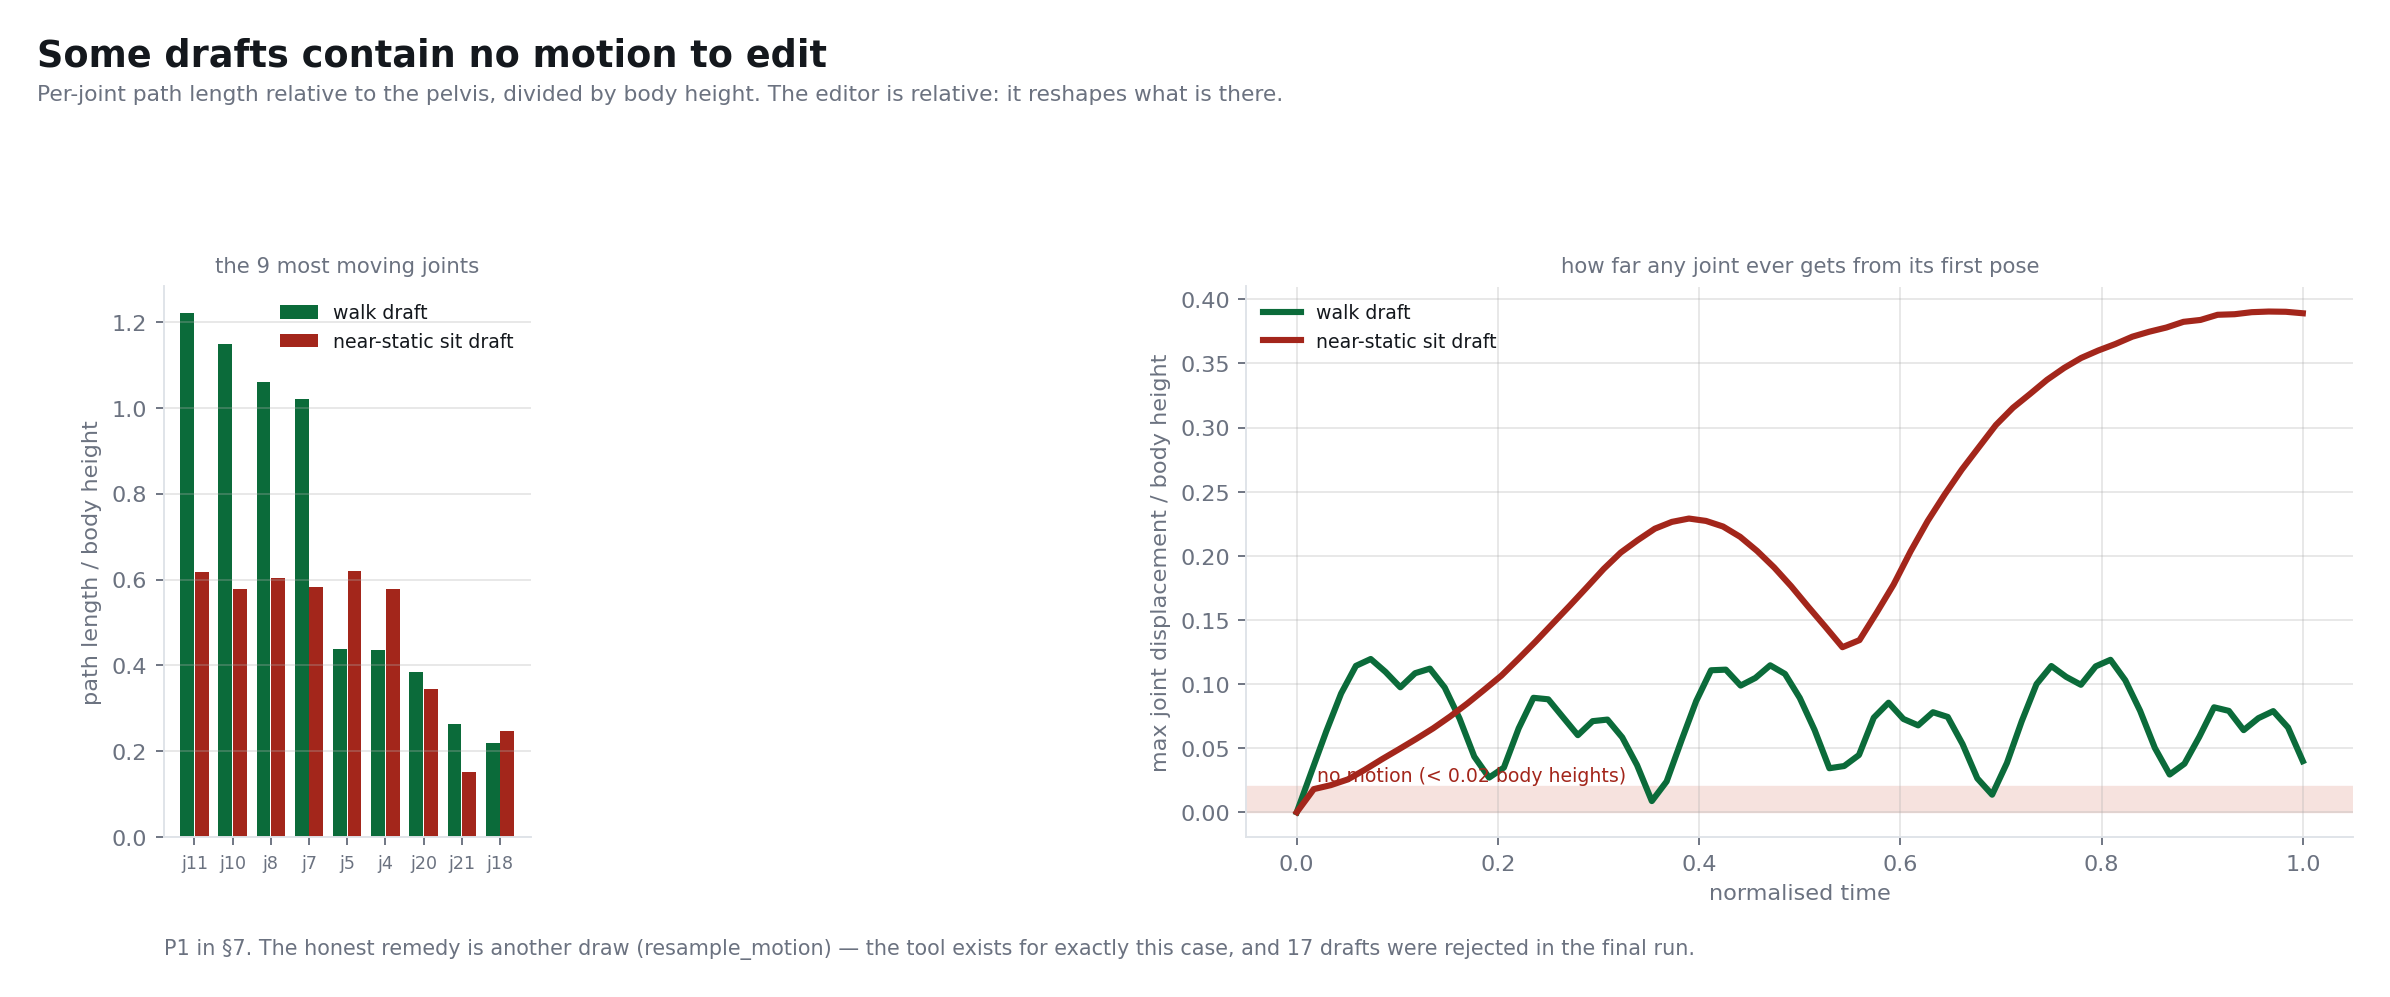 Some drafts contain no motion to edit
Per-joint path length relative to the pelvis, divided by body height. The editor is relative: it reshapes what is there.
the 9 most moving joints
walk draft
near-static sit draft
path length / body height
1.2
1.0
0.8
0.6
0.4
0.2
0.0
j11 j10 j8 j7 j5 j4 j20 j21 j18
how far any joint ever gets from its first pose
walk draft
near-static sit draft
max joint displacement / body height
0.40
0.35
0.30
0.25
0.20
0.15
0.10
0.05
0.00
no motion (< 0.02 body heights)
0.0 0.2 0.4 0.6 0.8 1.0
normalised time
P1 in §7. The honest remedy is another draw (resample_motion) — the tool exists for exactly this case, and 17 drafts were rejected in the final run.